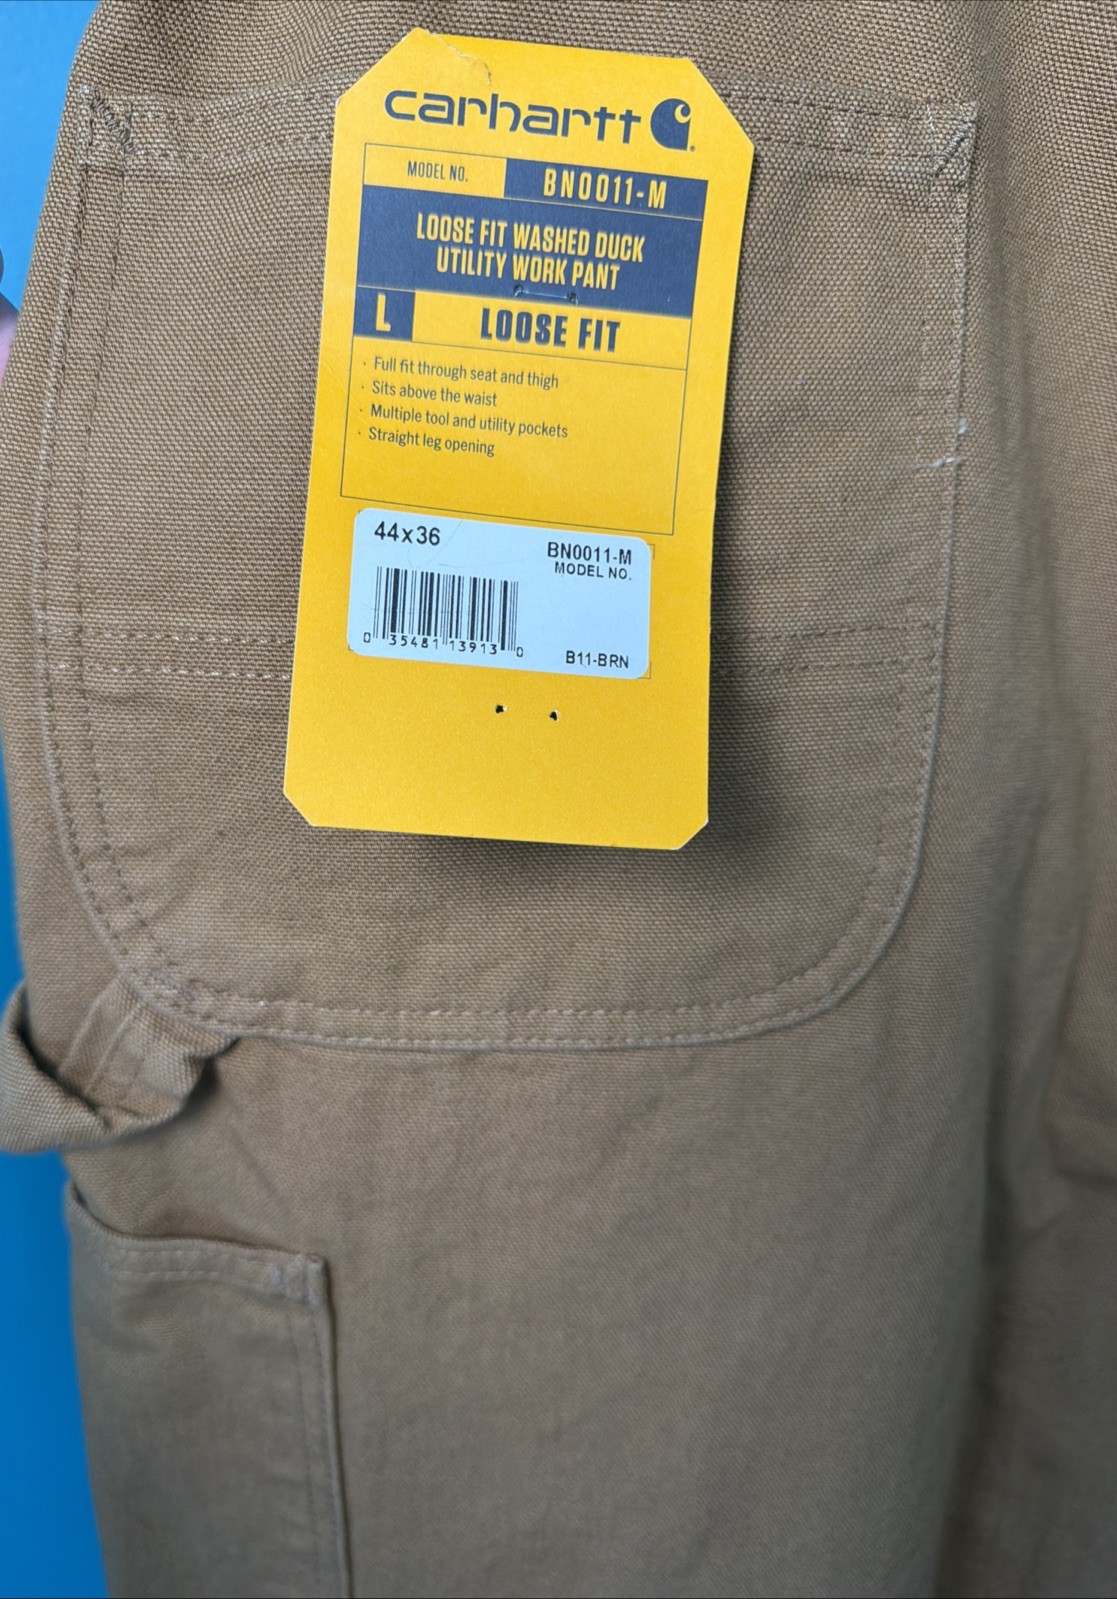 carhartt
MODEL NO. BN0011-M
LOOSE FIT WASHED DUCK
UTILITY WORK PANT
L LOOSE FIT
· Full fit through seat and thigh
· Sits above the waist
· Multiple tool and utility pockets
· Straight leg opening
44x36
BN0011-M
MODEL NO.
0 35481 13913 0
B11-BRN